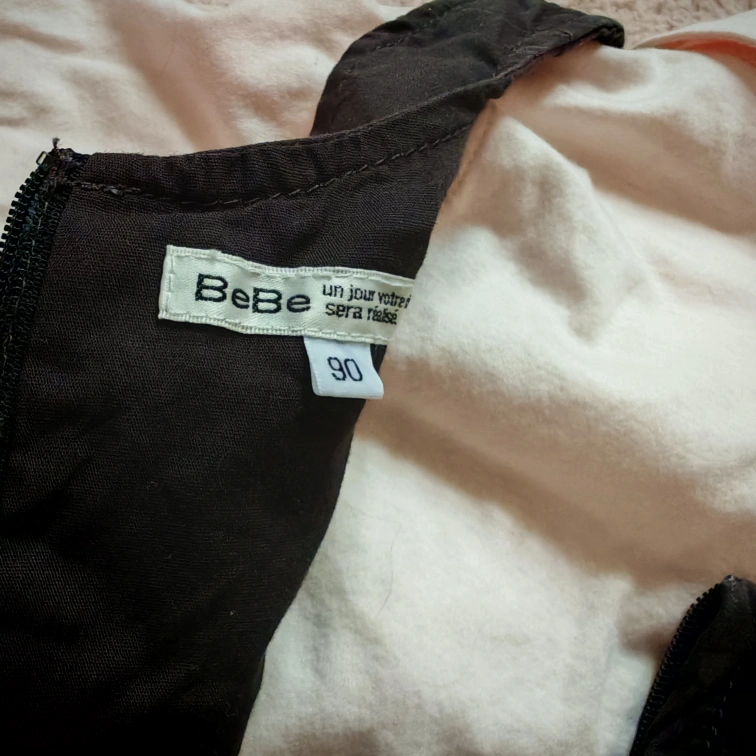 BeBe
un jour votre
sera réalisé
90